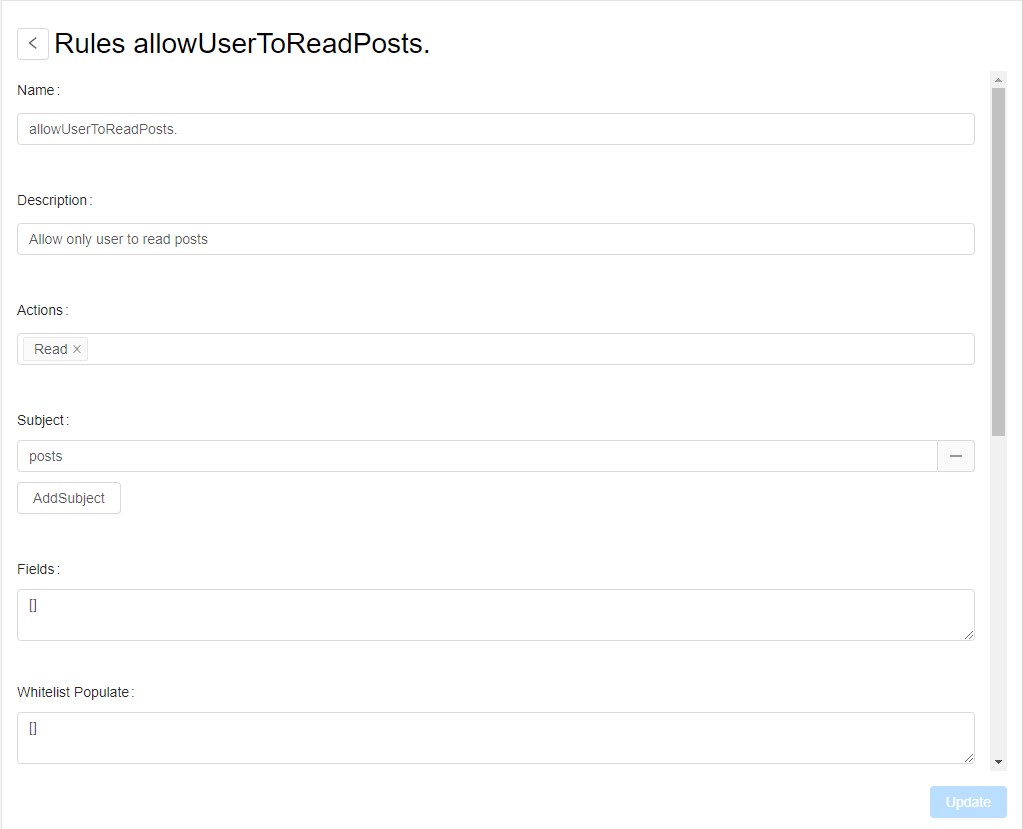 Rules allowUserToReadPosts.
Name :
allowUserToReadPosts.
Description :
Allow only user to read posts
Actions :
Read
Subject :
posts
AddSubject
Fields :
[]
Whitelist Populate :
[]
Update